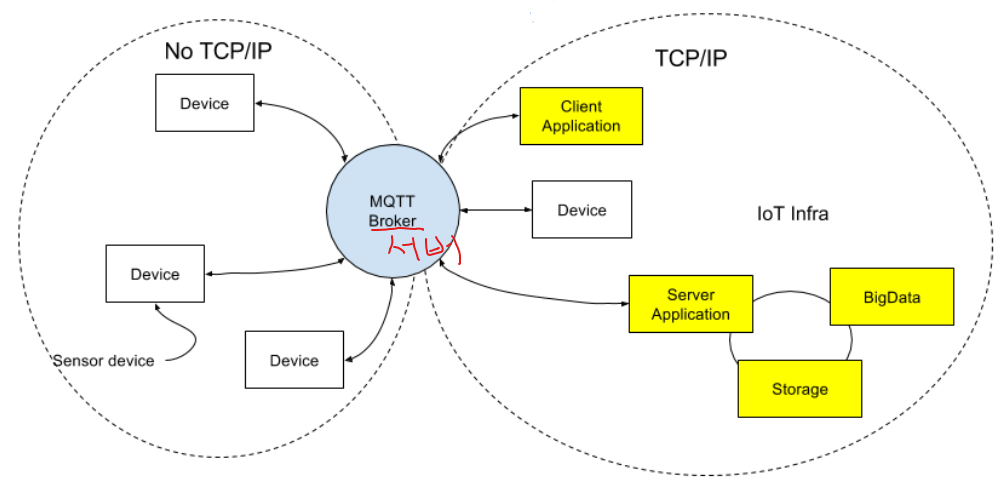 No TCP/IP
TCP/IP
Device
Client
Application
MQTT
Broker
서버
Device
IoT Infra
Device
Sensor device
Device
Server
Application
BigData
Storage